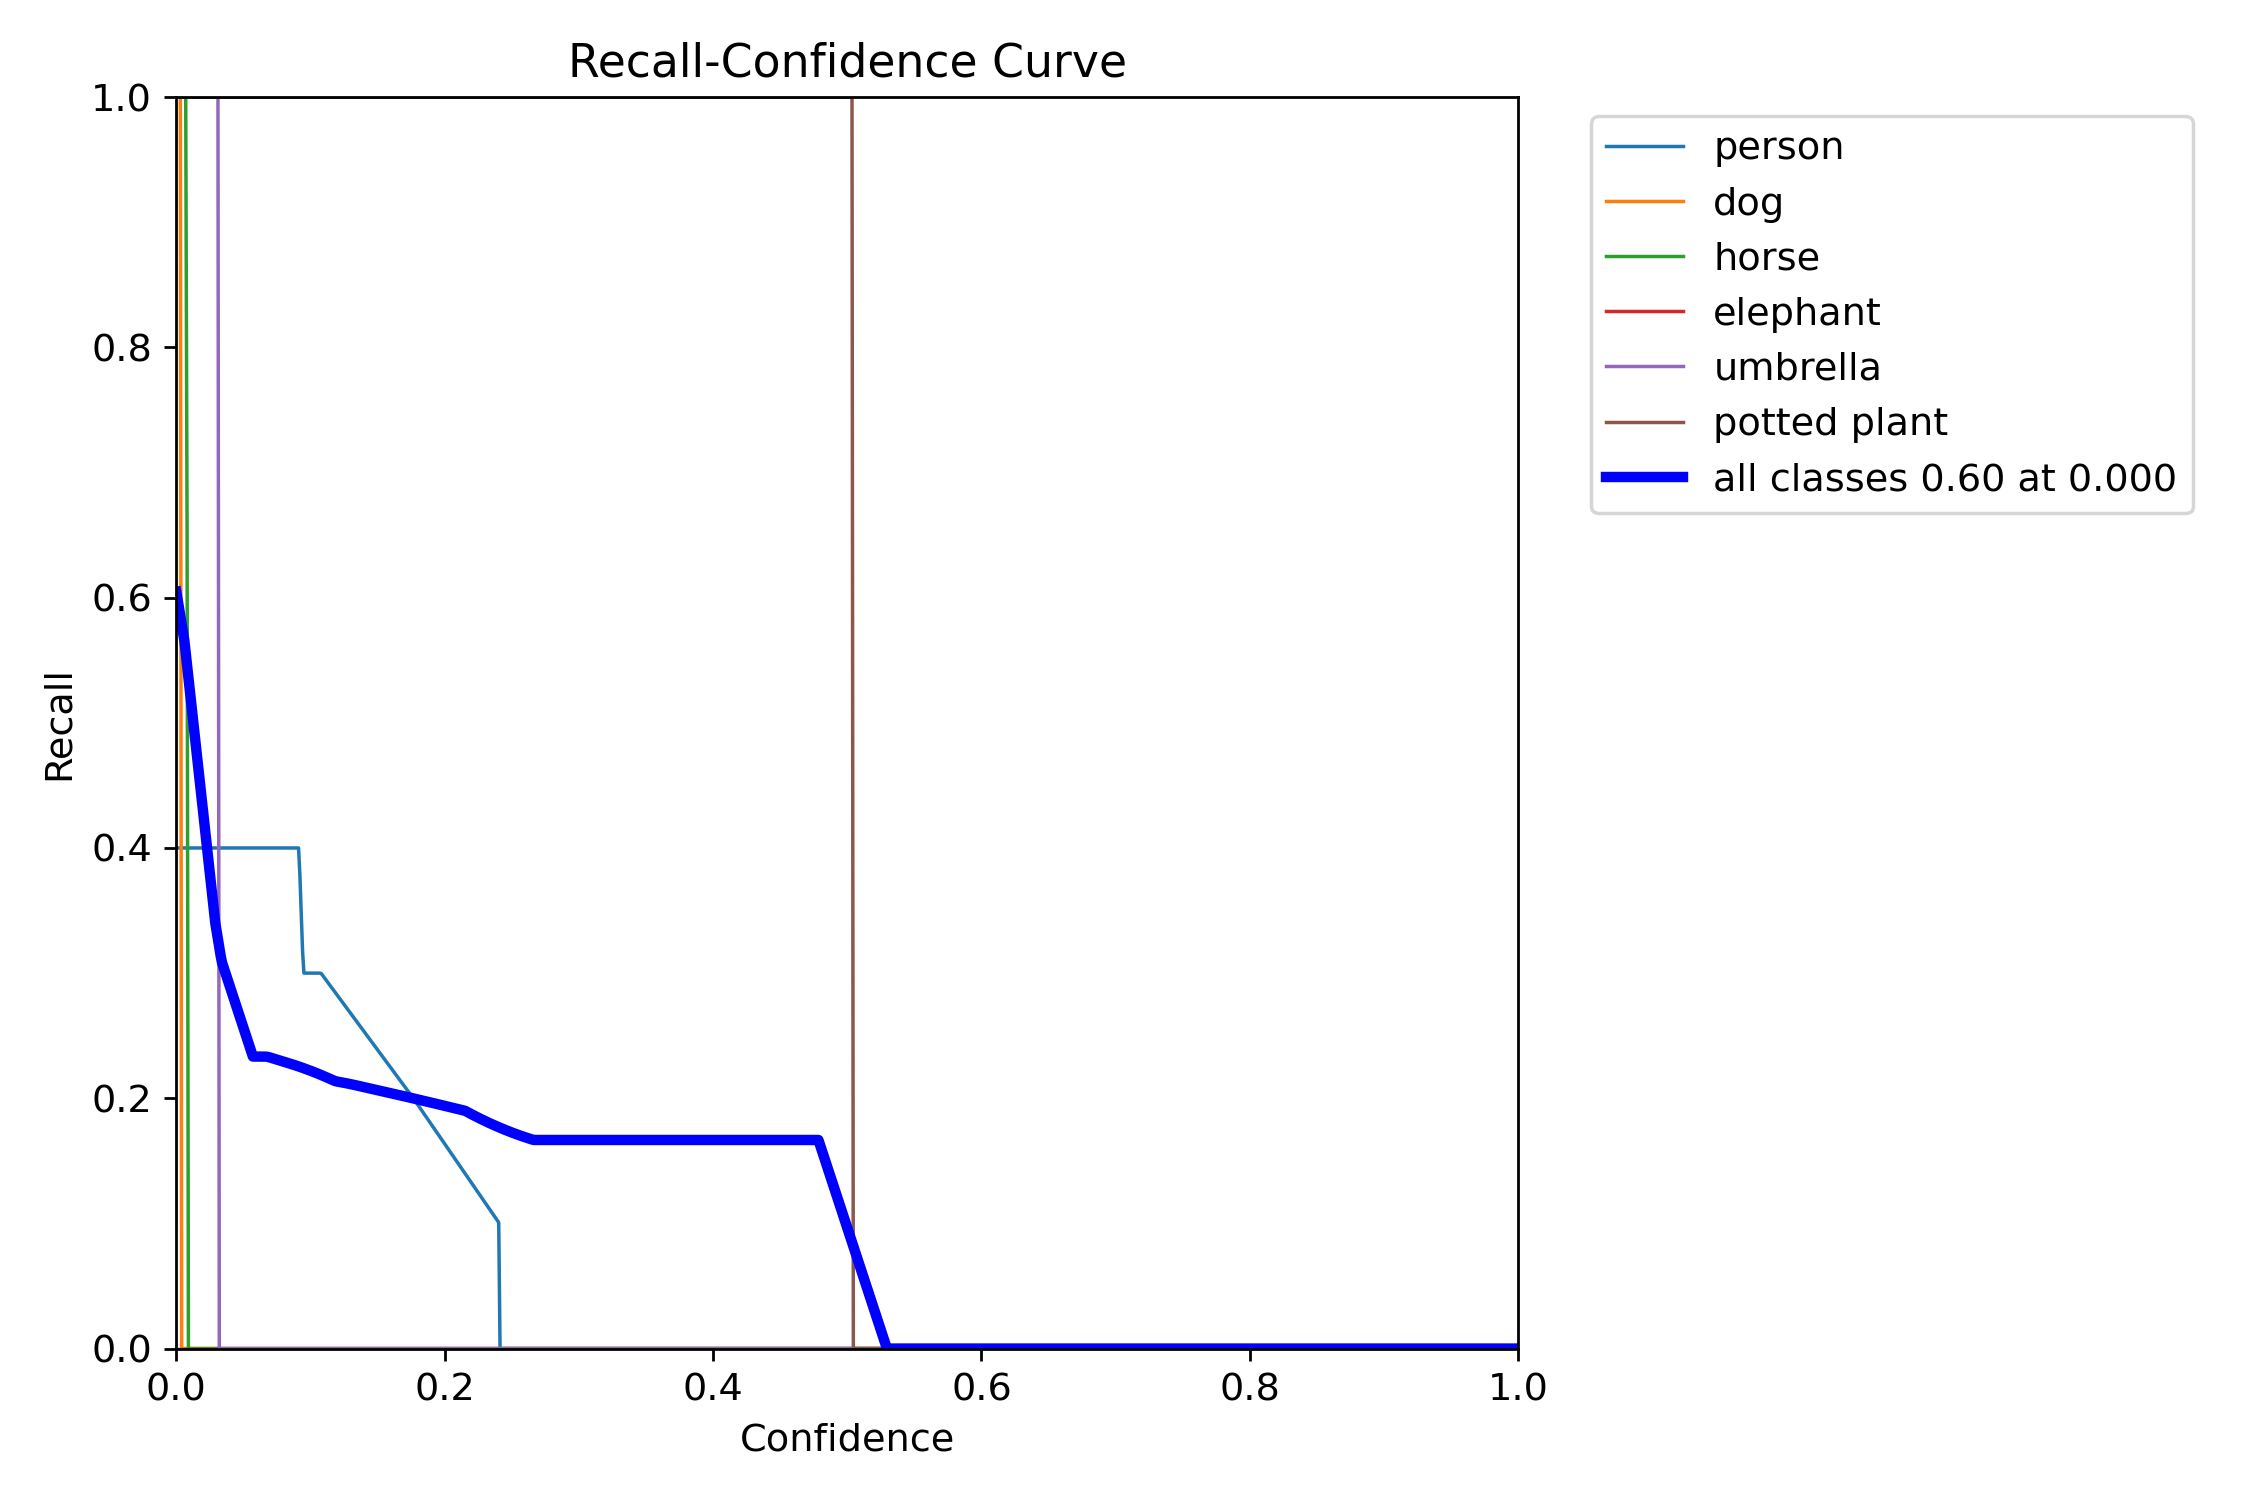 Recall-Confidence Curve
1.0
0.8
0.6
0.4
0.2
0.0
Recall
0.0 0.2 0.4 0.6 0.8 1.0
Confidence
person
dog
horse
elephant
umbrella
potted plant
all classes 0.60 at 0.000